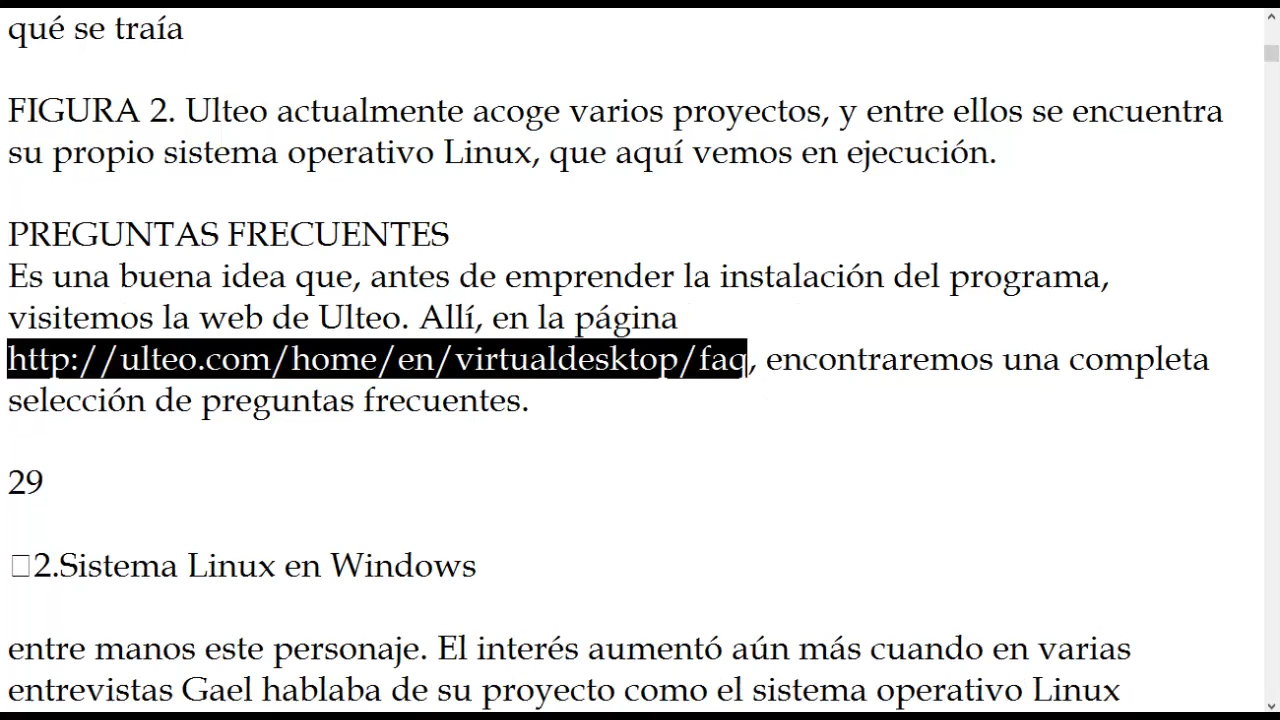 qué se traía
FIGURA 2. Ulteo actualmente acoge varios proyectos, y entre ellos se encuentra
su propio sistema operativo Linux, que aquí vemos en ejecución.
PREGUNTAS FRECUENTES
Es una buena idea que, antes de emprender la instalación del programa,
visitemos la web de Ulteo. Allí, en la página
http://ulteo.com/home/en/virtualdesktop/faq, encontraremos una completa
selección de preguntas frecuentes.
29
□2.Sistema Linux en Windows
entre manos este personaje. El interés aumentó aún más cuando en varias
entrevistas Gael hablaba de su proyecto como el sistema operativo Linux